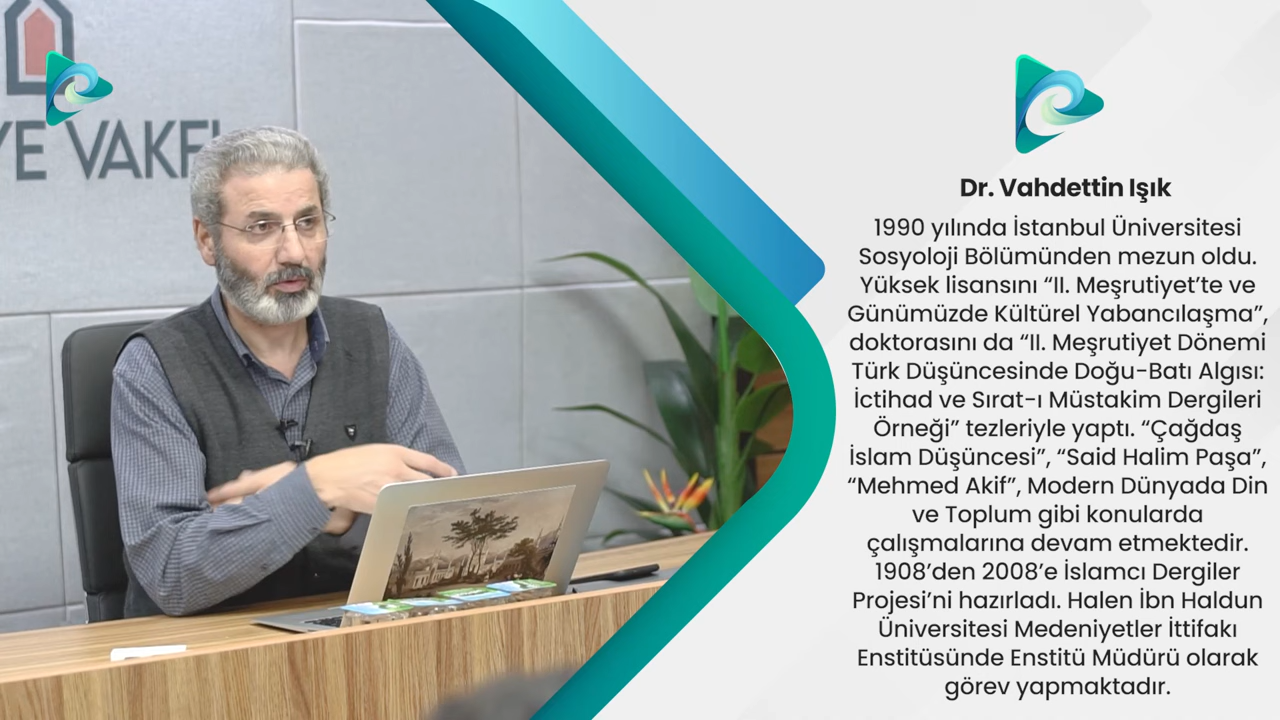 YE VAKFI
Dr. Vahdettin Işık
1990 yılında İstanbul Üniversitesi
Sosyoloji Bölümünden mezun oldu.
Yüksek lisansını “II. Meşrutiyet’te ve
Günümüzde Kültürel Yabancılaşma”,
doktorasını da “II. Meşrutiyet Dönemi
Türk Düşüncesinde Doğu-Batı Algısı:
İctihad ve Sırat-ı Müstakim Dergileri
Örneği” tezleriyle yaptı. “Çağdaş
İslam Düşüncesi”, “Said Halim Paşa”,
“Mehmed Akif”, Modern Dünyada Din
ve Toplum gibi konularda
çalışmalarına devam etmektedir.
1908’den 2008’e İslamcı Dergiler
Projesi’ni hazırladı. Halen İbn Haldun
Üniversitesi Medeniyetler İttifakı
Enstitüsünde Enstitü Müdürü olarak
görev yapmaktadır.